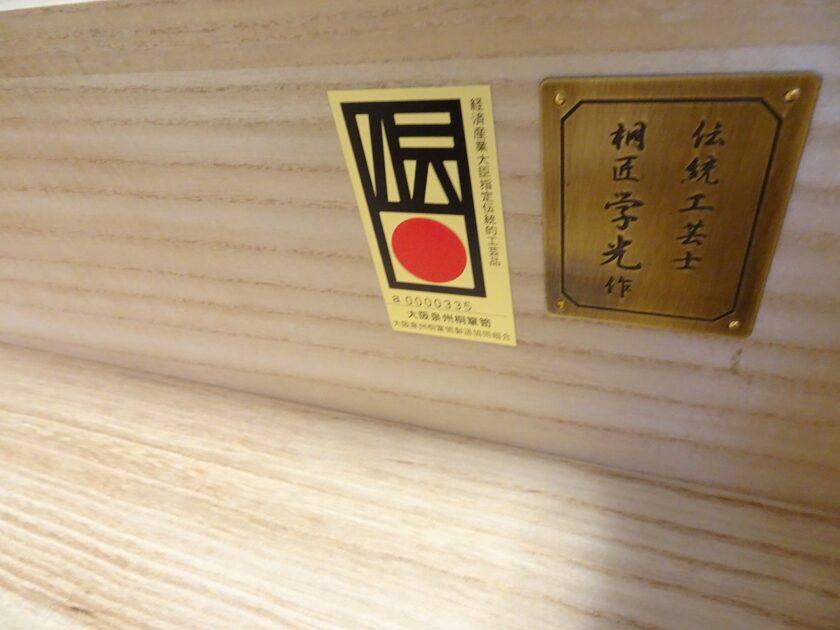 経済産業大臣指定伝統的工芸品
伝
a 0000335
大阪泉州桐簞笥
大阪泉州桐簞笥製造協同組合
伝統工芸士
桐匠学光作